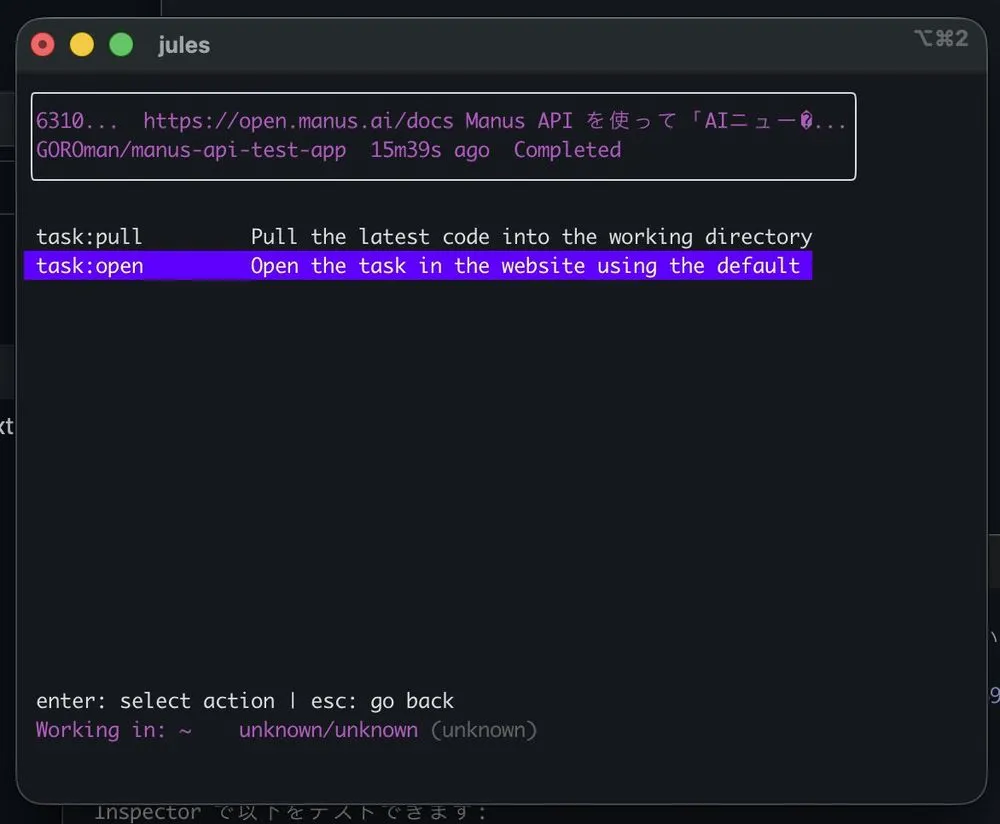 jules
⌥⌘2
6310... https://open.manus.ai/docs Manus API を使って「AIニュー�...
GOROman/manus-api-test-app 15m39s ago Completed
task:pull Pull the latest code into the working directory
task:open Open the task in the website using the default
xt
enter: select action | esc: go back
Working in: ~ unknown/unknown (unknown)
Inspector で以下をテストできます: